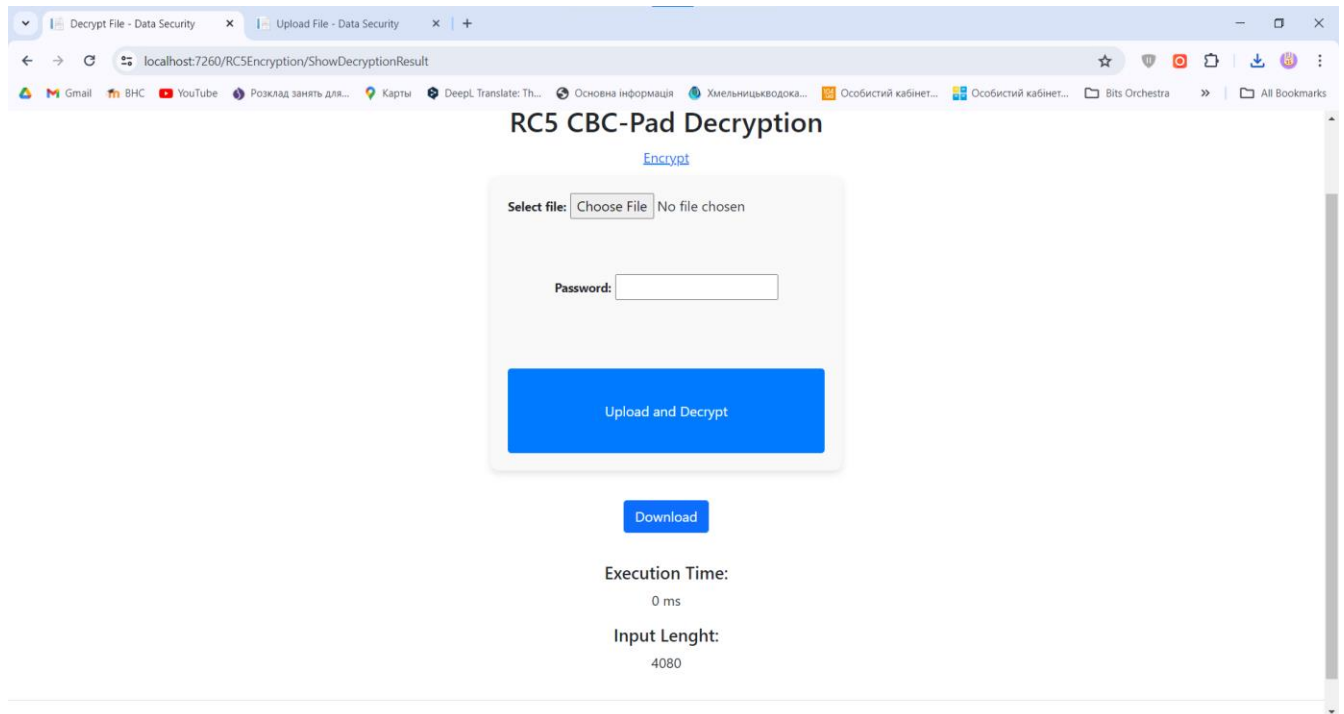 Decrypt File - Data Security Upload File - Data Security
localhost:7260/RC5Encryption/ShowDecryptionResult
Gmail BHC YouTube Розклад занять для... Карты DeepL Translate: Th... Основна інформація Хмельницькводока... Особистий кабінет... Особистий кабінет... Bits Orchestra » All Bookmarks
RC5 CBC-Pad Decryption
Encrypt
Select file: Choose File No file chosen
Password:
Upload and Decrypt
Download
Execution Time:
0 ms
Input Lenght:
4080